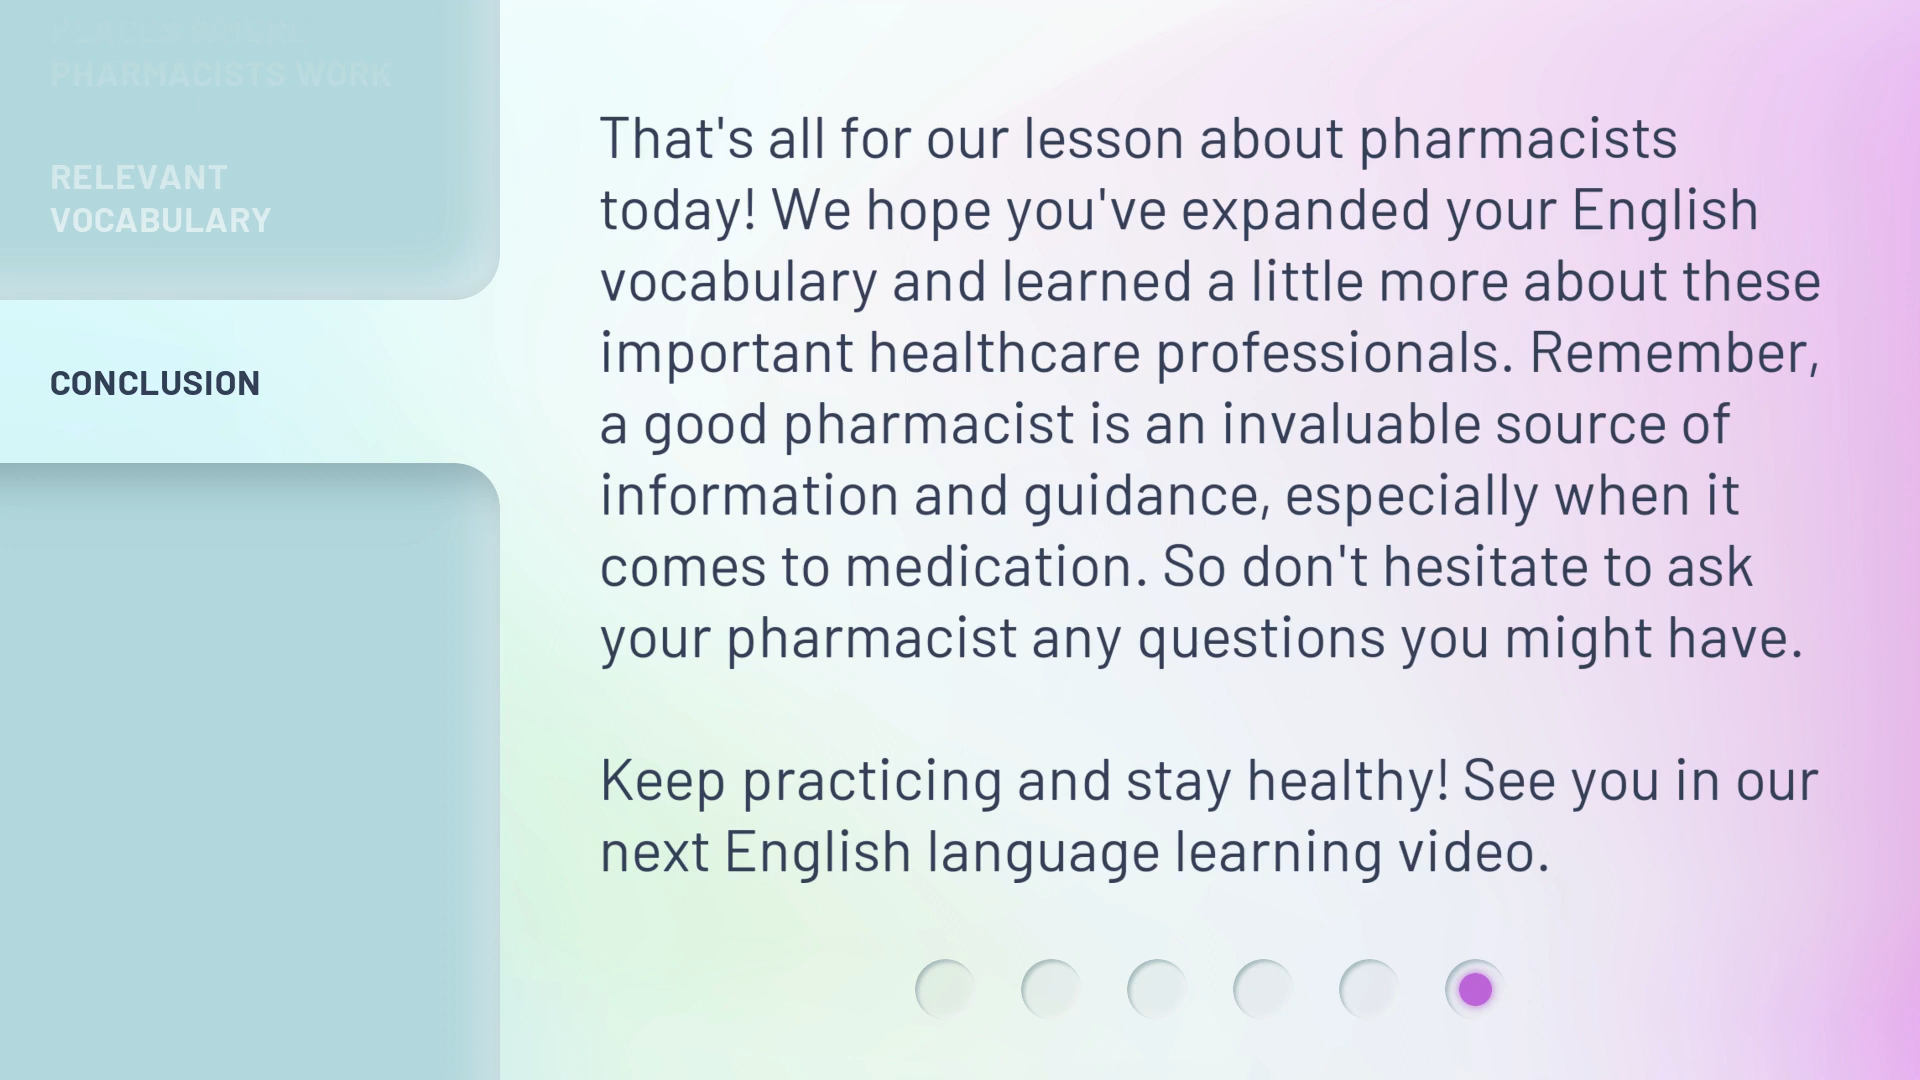 PHARMACISTS WORK
RELEVANT
VOCABULARY
CONCLUSION
That's all for our lesson about pharmacists
today! We hope you've expanded your English
vocabulary and learned a little more about these
important healthcare professionals. Remember,
a good pharmacist is an invaluable source of
information and guidance, especially when it
comes to medication. So don't hesitate to ask
your pharmacist any questions you might have.
Keep practicing and stay healthy! See you in our
next English language learning video.